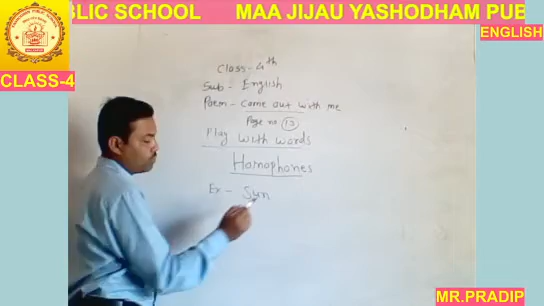 BLIC SCHOOL MAA JIJAU YASHODHAM PUB
ENGLISH
CLASS-4
Class-4th
Sub- English
Poem - Come out with me
Page no 15
Play with words
Homophones
Ex- Sun
MR.PRADIP